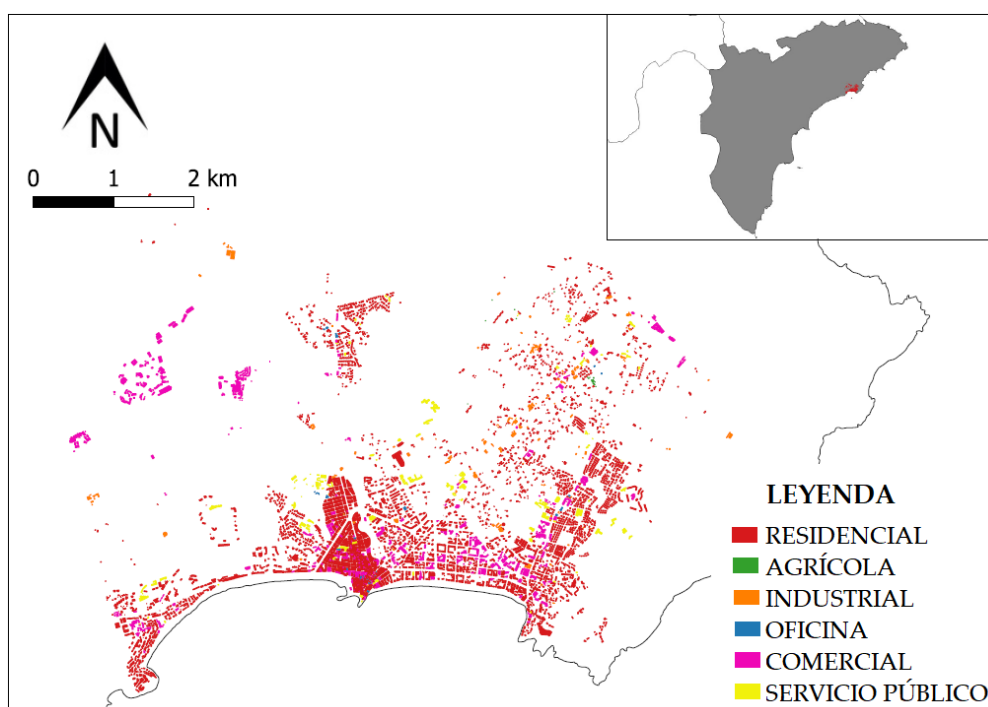 N
0 1 2 km
LEYENDA
RESIDENCIAL
AGRÍCOLA
INDUSTRIAL
OFICINA
COMERCIAL
SERVICIO PÚBLICO